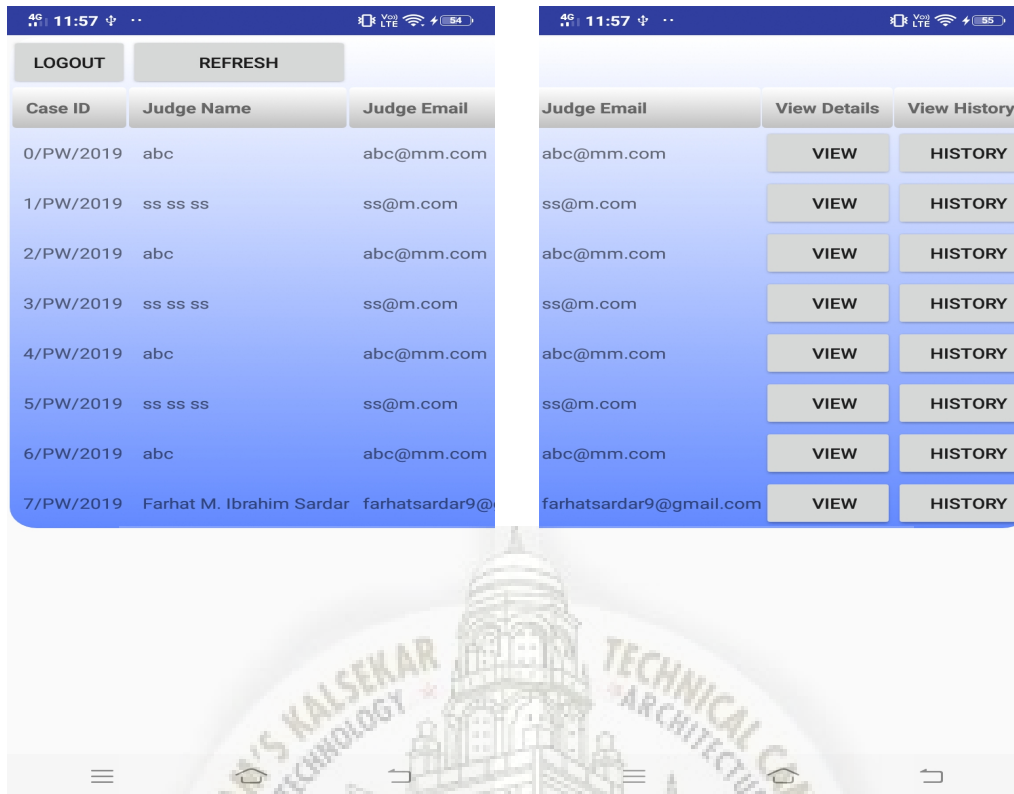 4G 11:57 VoD LTE 54
LOGOUT REFRESH
Case ID Judge Name Judge Email
0/PW/2019 abc abc@mm.com
1/PW/2019 ss ss ss ss@m.com
2/PW/2019 abc abc@mm.com
3/PW/2019 ss ss ss ss@m.com
4/PW/2019 abc abc@mm.com
5/PW/2019 ss ss ss ss@m.com
6/PW/2019 abc abc@mm.com
7/PW/2019 Farhat M. Ibrahim Sardar farhatsardar9@
4G 11:57 VoD LTE 55
Judge Email View Details View History
abc@mm.com VIEW HISTORY
ss@m.com VIEW HISTORY
abc@mm.com VIEW HISTORY
ss@m.com VIEW HISTORY
abc@mm.com VIEW HISTORY
ss@m.com VIEW HISTORY
abc@mm.com VIEW HISTORY
farhatsardar9@gmail.com VIEW HISTORY
KALSEKAR TECHNICAL